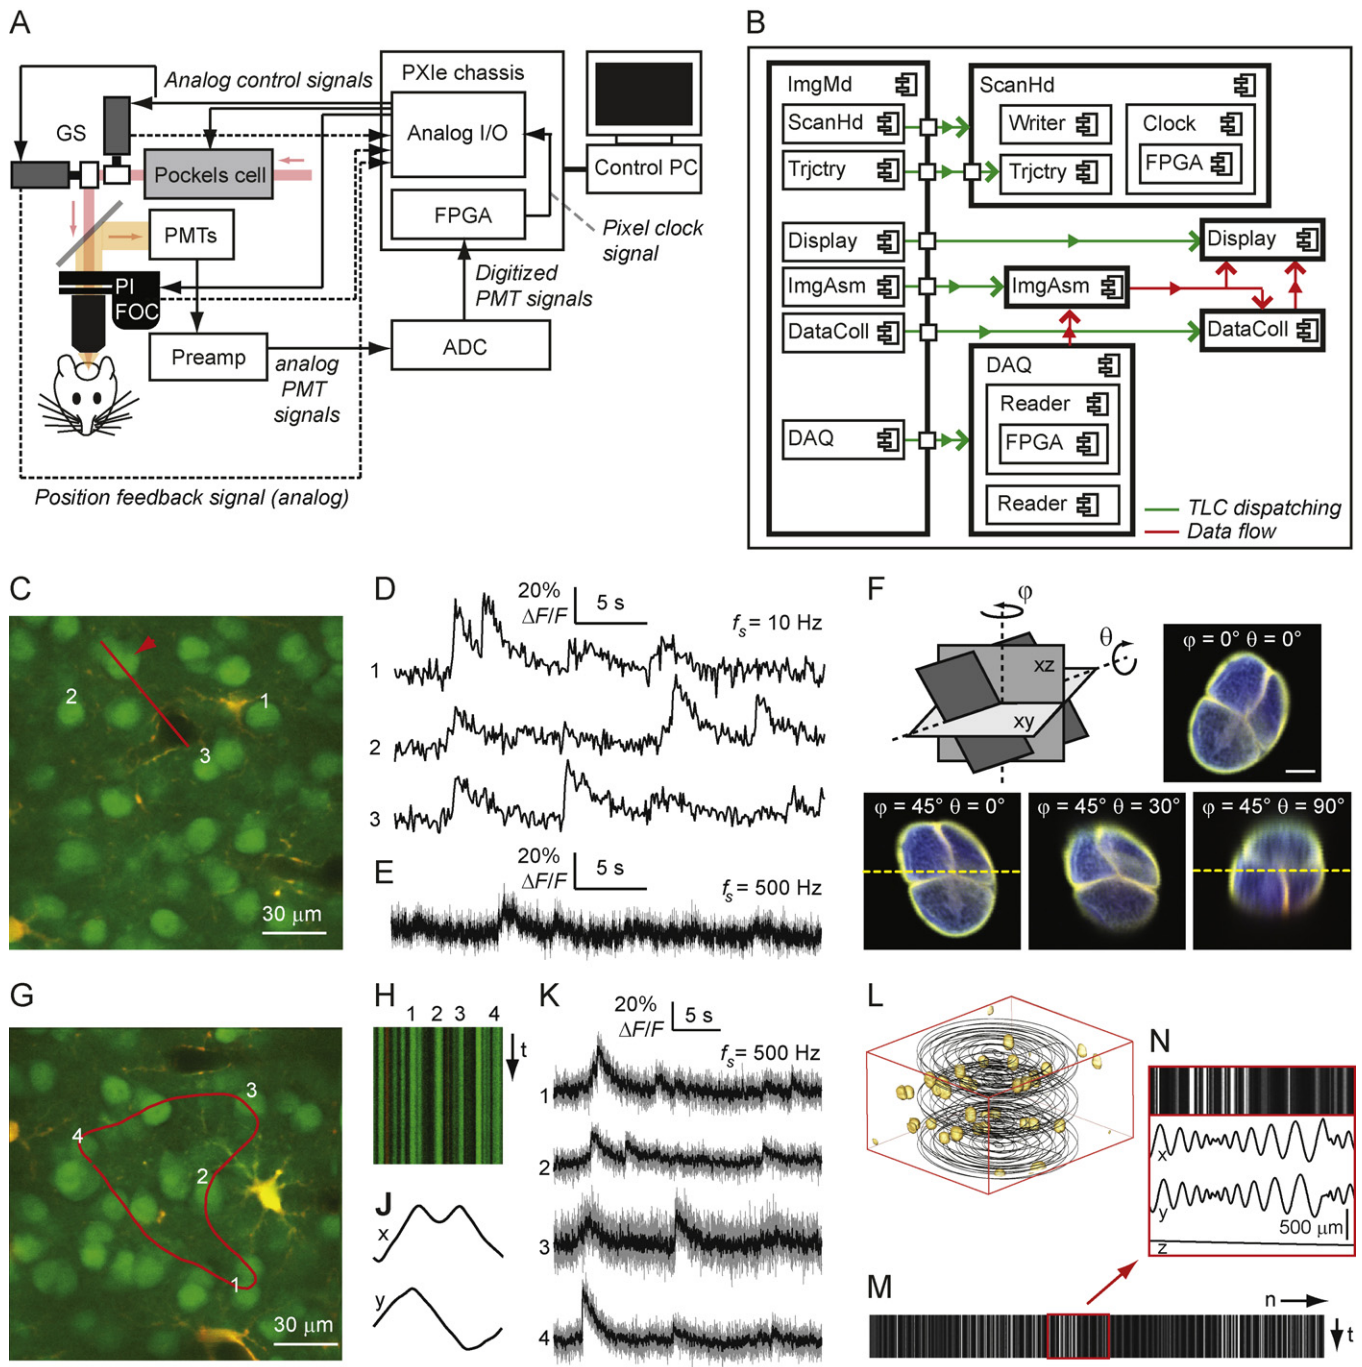 A
Analog control signals
PXIe chassis
GS
Analog I/O
Pockels cell
Control PC
FPGA
PMTs
Pixel clock
signal
Digitized
PMT signals
PI
FOC
Preamp
analog
PMT
signals
ADC
Position feedback signal (analog)
B
ImgMd
ScanHd
Trjctry
Display
ImgAsm
DataColl
DAQ
ScanHd
Writer
Trjctry
Clock
FPGA
Display
ImgAsm
DataColl
DAQ
Reader
FPGA
Reader
TLC dispatching
Data flow
C
2
1
3
30 µm
D
20%
ΔF/F
5 s
fs = 10 Hz
1
2
3
E
20%
ΔF/F
5 s
fs = 500 Hz
F
φ
θ
xz
xy
φ = 0° θ = 0°
φ = 45° θ = 0°
φ = 45° θ = 30°
φ = 45° θ = 90°
G
3
4
2
1
30 µm
H
1 2 3 4
t
J
x
y
K
20%
ΔF/F
5 s
fs = 500 Hz
1
2
3
4
L
N
x
y
500 µm
z
M
n
t